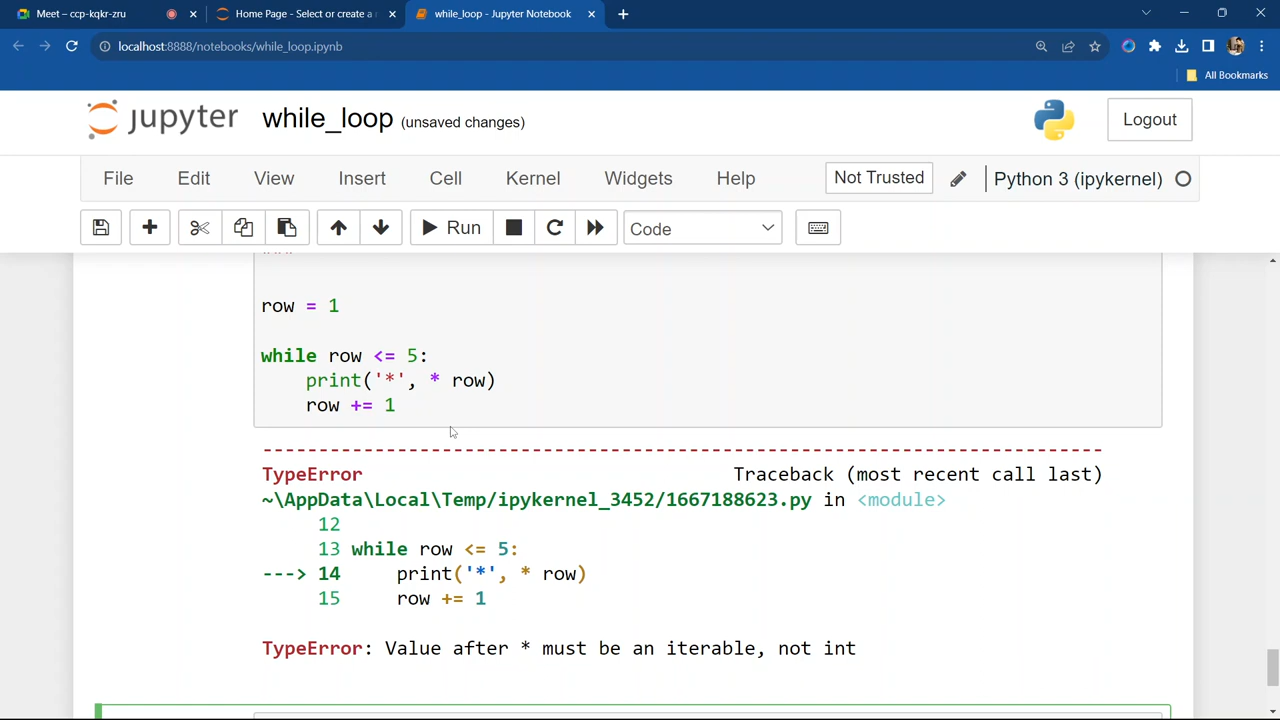 Meet – ccp-kqkr-zru
Home Page - Select or create a
while_loop - Jupyter Notebook
localhost:8888/notebooks/while_loop.ipynb
All Bookmarks
jupyter while_loop (unsaved changes)
Logout
File Edit View Insert Cell Kernel Widgets Help
Not Trusted
Python 3 (ipykernel)
Run
Code
row = 1
while row <= 5:
    print('*', * row)
    row += 1
---------------------------------------------------------------------------
TypeError                                 Traceback (most recent call last)
~\AppData\Local\Temp/ipykernel_3452/1667188623.py in <module>
     12
     13 while row <= 5:
---> 14     print('*', * row)
     15     row += 1
TypeError: Value after * must be an iterable, not int